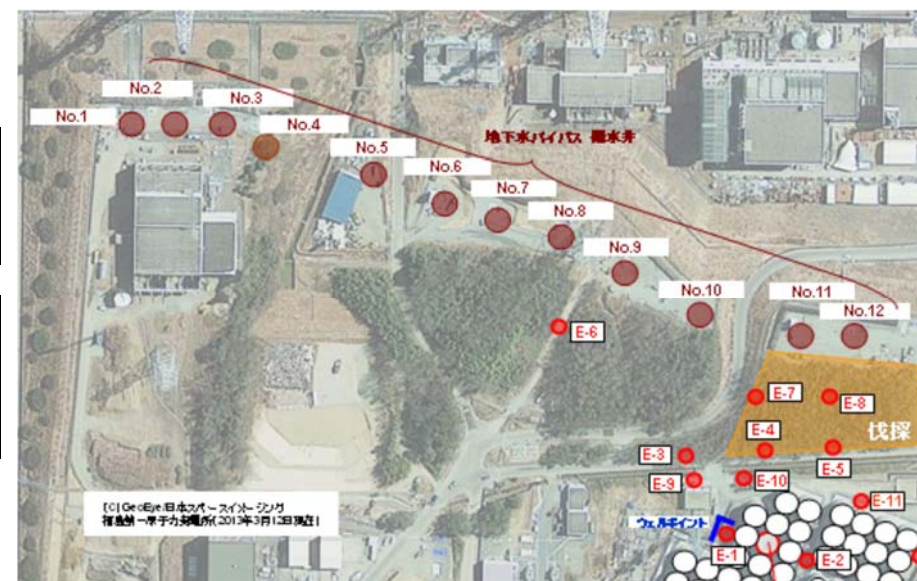 No.1
No.2
No.3
No.4
No.5
No.6
No.7
No.8
No.9
No.10
No.11
No.12
地下水バイパス 揚水井
E-6
E-7
E-8
伐採
E-4
E-3
E-5
E-9
E-10
E-11
ウェルポイント
E-1
E-2
(C)GeoEye/日本スペースイメージング
福島第一原子力発電所(2013年3月12日現在)